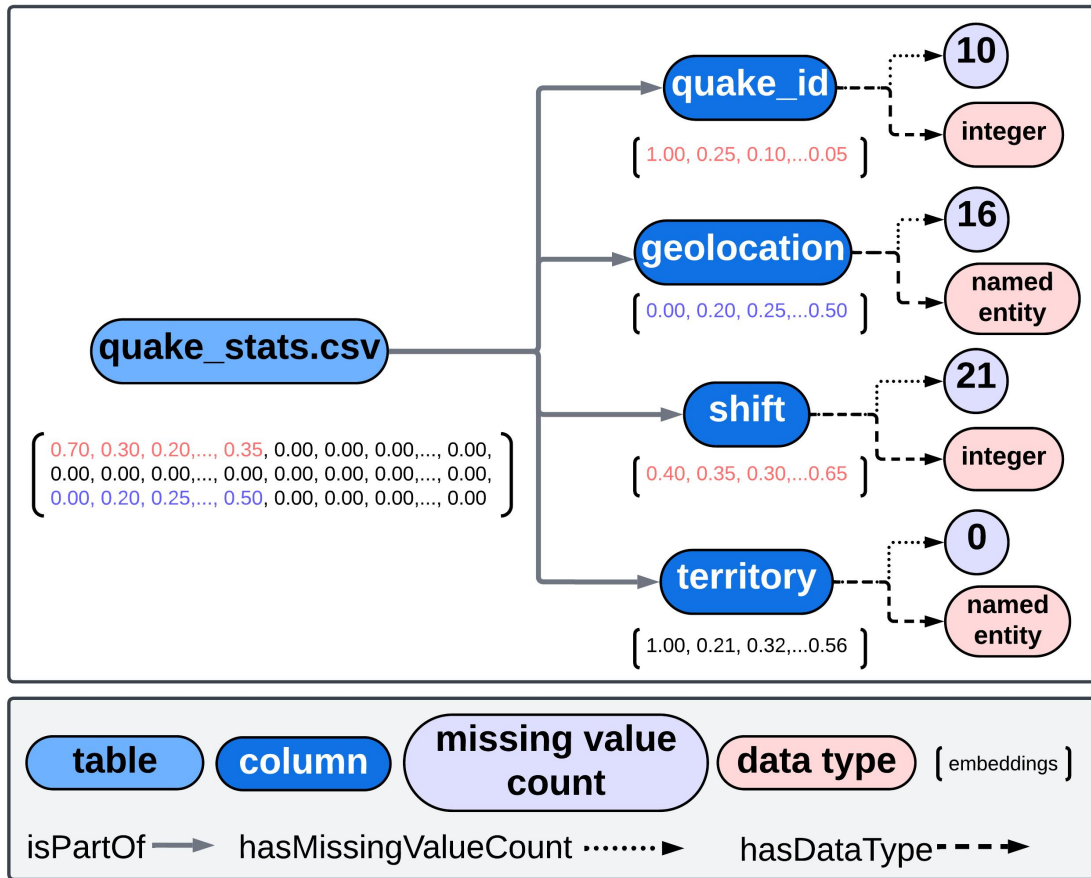 quake_id
10
integer
[1.00, 0.25, 0.10,...0.05]
geolocation
16
named
entity
[0.00, 0.20, 0.25,...0.50]
quake_stats.csv
[0.70, 0.30, 0.20,..., 0.35, 0.00, 0.00, 0.00,..., 0.00,
0.00, 0.00, 0.00,..., 0.00, 0.00, 0.00, 0.00,..., 0.00,
0.00, 0.20, 0.25,..., 0.50, 0.00, 0.00, 0.00,..., 0.00]
shift
21
integer
[0.40, 0.35, 0.30,...0.65]
territory
0
named
entity
[1.00, 0.21, 0.32,...0.56]
table
column
missing value
count
data type
[embeddings]
isPartOf
hasMissingValueCount
hasDataType